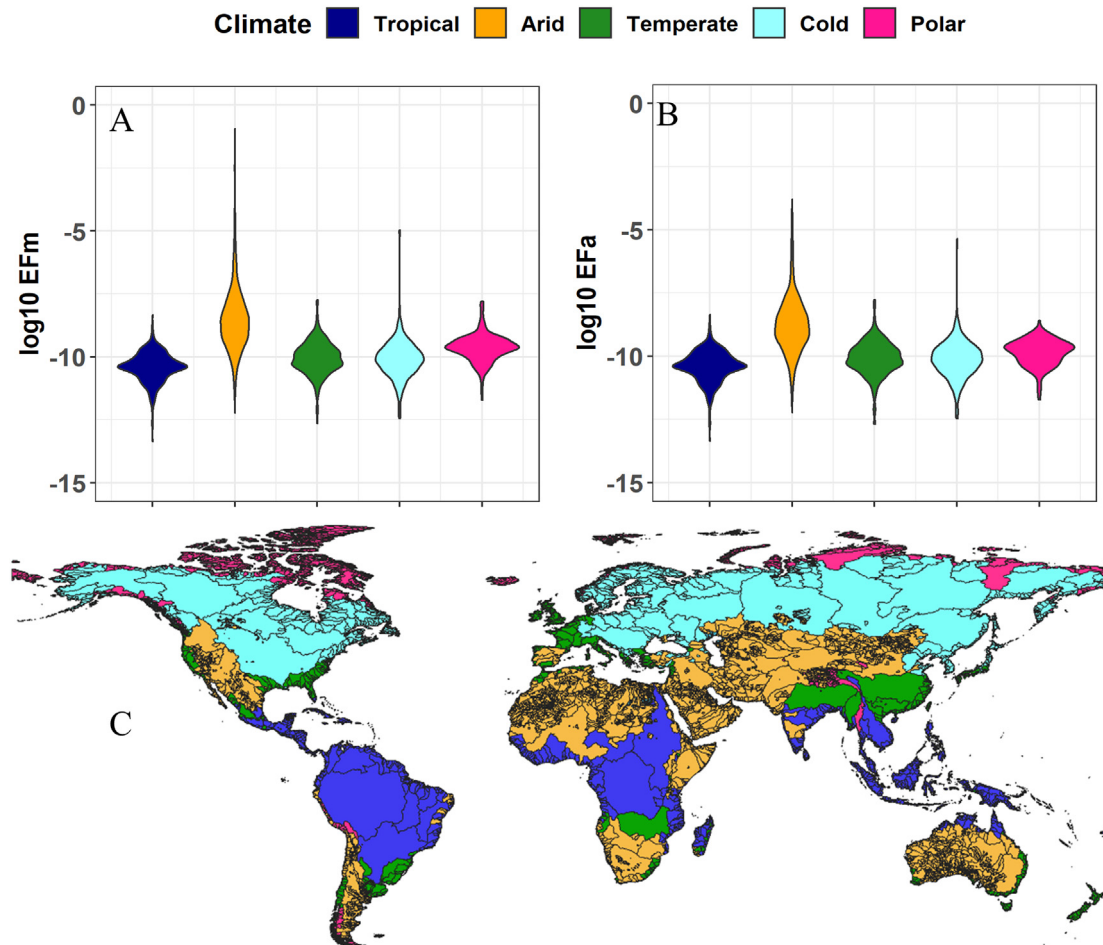 Climate Tropical Arid Temperate Cold Polar
A
0
-5
-10
-15
log10 EFm
B
0
-5
-10
-15
log10 EFa
C